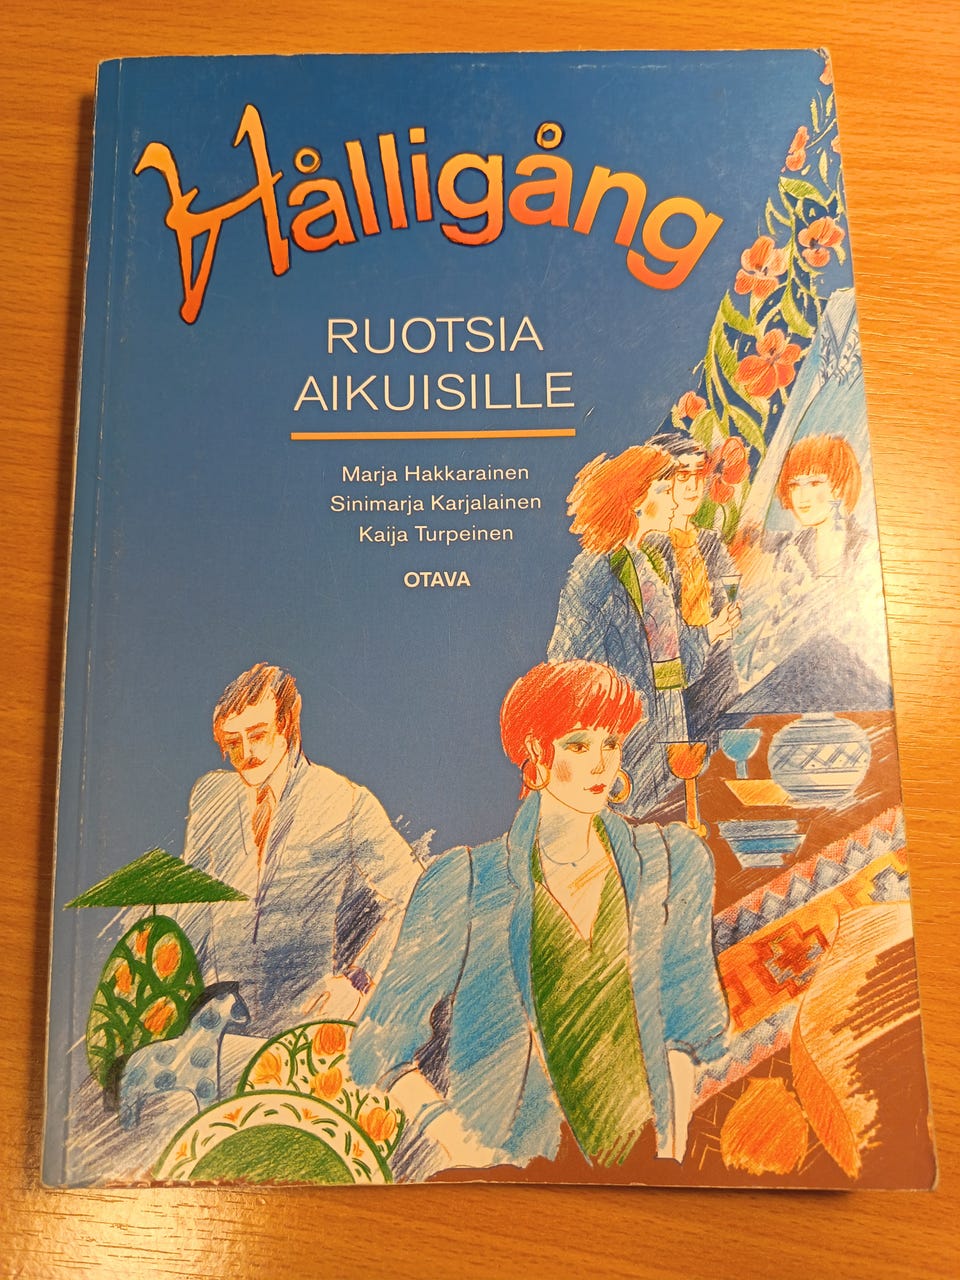 Hålligång
RUOTSIA
AIKUISILLE
Marja Hakkarainen
Sinimarja Karjalainen
Kaija Turpeinen
OTAVA